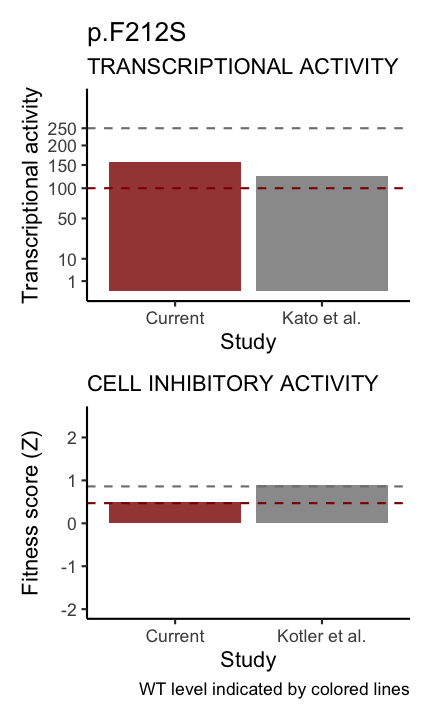 p.F212S
TRANSCRIPTIONAL ACTIVITY
Transcriptional activity
250
200
150
100
50
10
1
Current
Kato et al.
Study
CELL INHIBITORY ACTIVITY
Fitness score (Z)
2
1
0
-1
-2
Current
Kotler et al.
Study
WT level indicated by colored lines